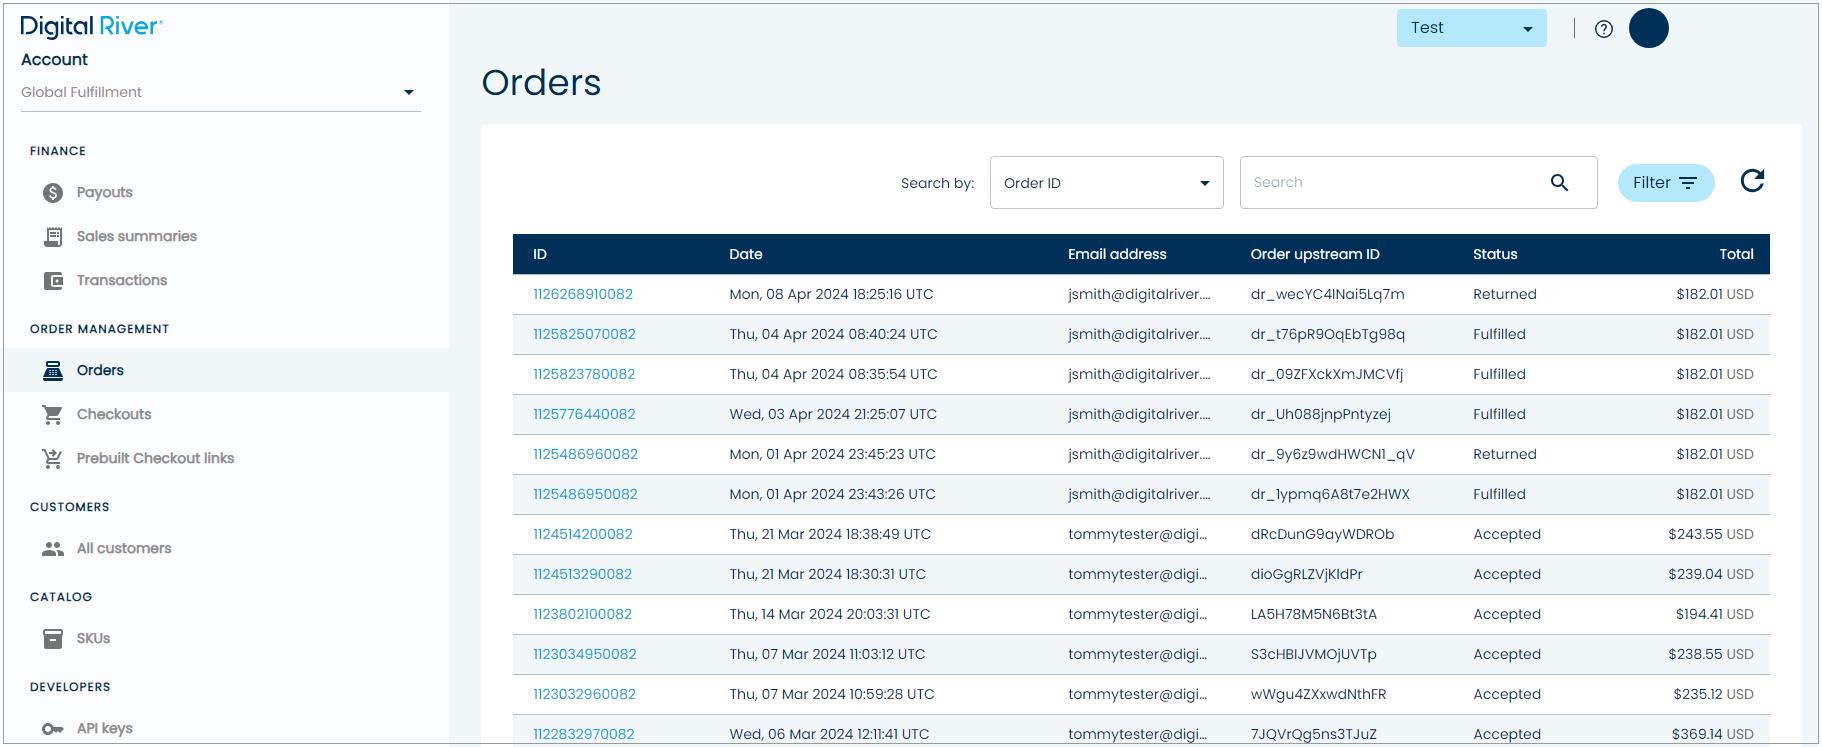 Digital River
Account
Global Fulfillment
FINANCE
Payouts
Sales summaries
Transactions
ORDER MANAGEMENT
Orders
Checkouts
Prebuilt Checkout links
CUSTOMERS
All customers
CATALOG
SKUs
DEVELOPERS
API keys
Test
Orders
Search by: Order ID Search Filter
ID Date Email address Order upstream ID Status Total
1126268910082 Mon, 08 Apr 2024 18:25:16 UTC jsmith@digitalriver.... dr_wecYC4INai5Lq7m Returned $182.01 USD
1125825070082 Thu, 04 Apr 2024 08:40:24 UTC jsmith@digitalriver.... dr_t76pR9OqEbTg98q Fulfilled $182.01 USD
1125823780082 Thu, 04 Apr 2024 08:35:54 UTC jsmith@digitalriver.... dr_09ZFXckXmJMCVfj Fulfilled $182.01 USD
1125776440082 Wed, 03 Apr 2024 21:25:07 UTC jsmith@digitalriver.... dr_Uh088jnpPntyzej Fulfilled $182.01 USD
1125486960082 Mon, 01 Apr 2024 23:45:23 UTC jsmith@digitalriver.... dr_9y6z9wdHWCN1_qV Returned $182.01 USD
1125486950082 Mon, 01 Apr 2024 23:43:26 UTC jsmith@digitalriver.... dr_1ypmq6A8t7e2HWX Fulfilled $182.01 USD
1124514200082 Thu, 21 Mar 2024 18:38:49 UTC tommytester@digi... dRcDunG9ayWDROb Accepted $243.55 USD
1124513290082 Thu, 21 Mar 2024 18:30:31 UTC tommytester@digi... dioGgRLZVjKldPr Accepted $239.04 USD
1123802100082 Thu, 14 Mar 2024 20:03:31 UTC tommytester@digi... LA5H78M5N6Bt3tA Accepted $194.41 USD
1123034950082 Thu, 07 Mar 2024 11:03:12 UTC tommytester@digi... S3cHBIJVMOjUVTp Accepted $238.55 USD
1123032960082 Thu, 07 Mar 2024 10:59:28 UTC tommytester@digi... wWgu4ZXxwdNthFR Accepted $235.12 USD
1122832970082 Wed, 06 Mar 2024 12:11:41 UTC tommytester@digi... 7JQVrQg5ns3TJuZ Accepted $369.14 USD